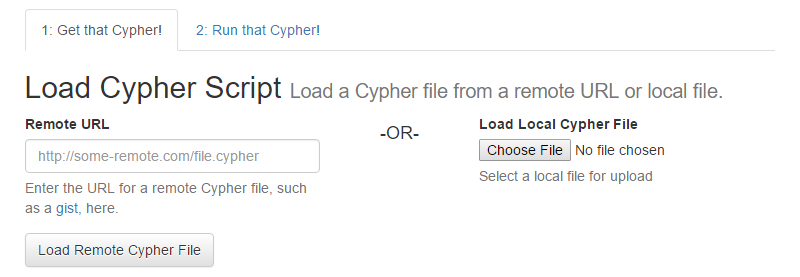 1: Get that Cypher!
2: Run that Cypher!
Load Cypher Script Load a Cypher file from a remote URL or local file.
Remote URL
http://some-remote.com/file.cypher
Enter the URL for a remote Cypher file, such
as a gist, here.
Load Remote Cypher File
-OR-
Load Local Cypher File
Choose File No file chosen
Select a local file for upload